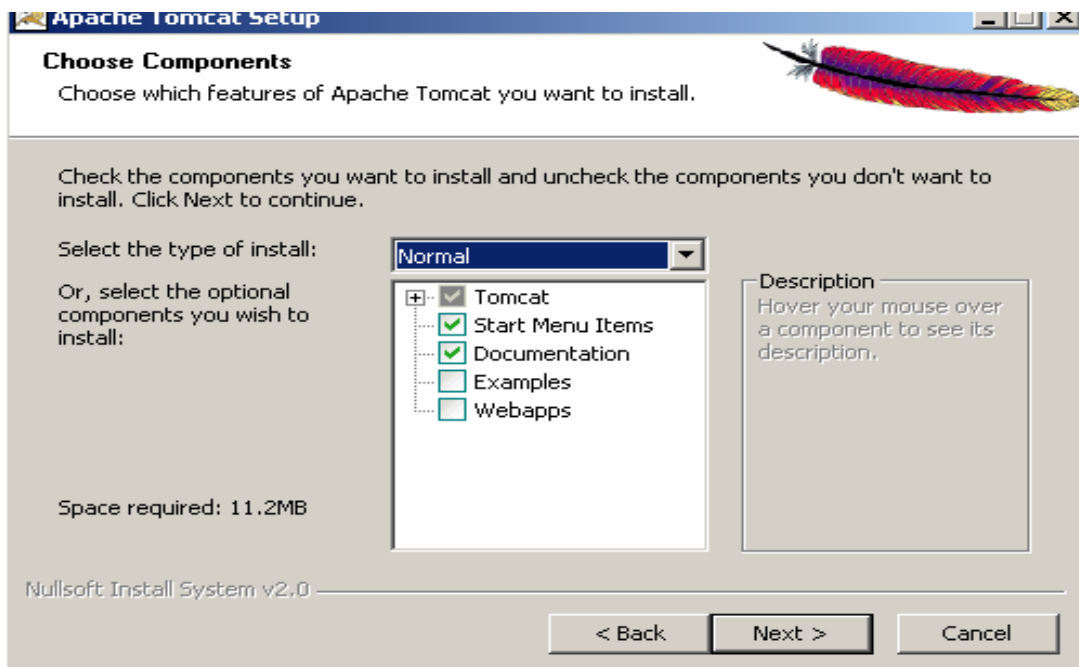 Apache Tomcat Setup
Choose Components
Choose which features of Apache Tomcat you want to install.
Check the components you want to install and uncheck the components you don't want to
install. Click Next to continue.
Select the type of install:
Normal
Or, select the optional
components you wish to
install:
Tomcat
Start Menu Items
Documentation
Examples
Webapps
Description
Hover your mouse over
a component to see its
description.
Space required: 11.2MB
Nullsoft Install System v2.0
< Back
Next >
Cancel